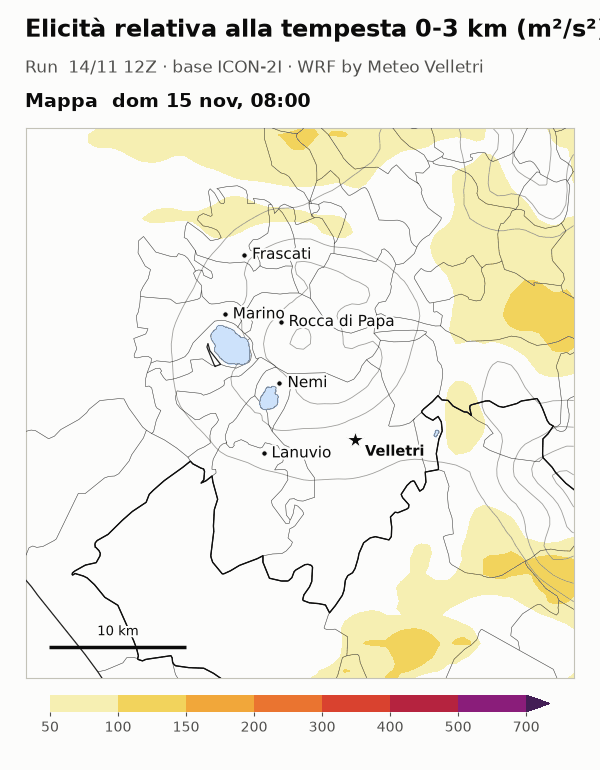 Elicità relativa alla tempesta 0-3 km (m²/s²)
Run 14/11 12Z · base ICON-2I · WRF by Meteo Velletri
Mappa dom 15 nov, 08:00
Frascati
Marino
Rocca di Papa
Nemi
Velletri
Lanuvio
10 km
50 100 150 200 300 400 500 700